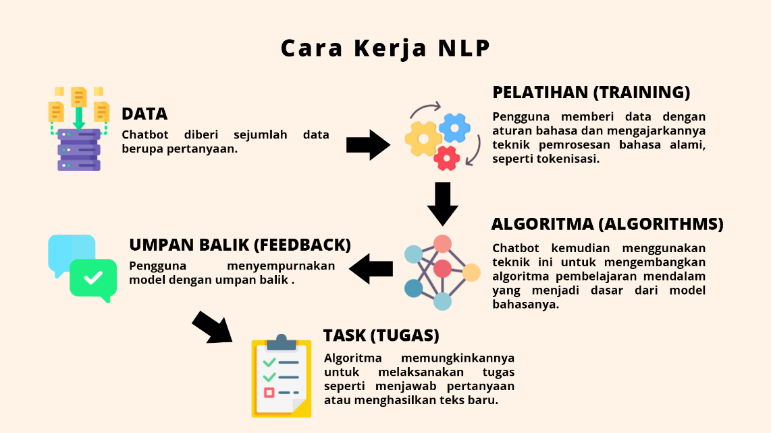 Cara Kerja NLP
DATA
Chatbot diberi sejumlah data
berupa pertanyaan.
PELATIHAN (TRAINING)
Pengguna memberi data dengan
aturan bahasa dan mengajarkannya
teknik pemrosesan bahasa alami,
seperti tokenisasi.
ALGORITMA (ALGORITHMS)
Chatbot kemudian menggunakan
teknik ini untuk mengembangkan
algoritma pembelajaran mendalam
yang menjadi dasar dari model
bahasanya.
UMPAN BALIK (FEEDBACK)
Pengguna menyempurnakan
model dengan umpan balik .
TASK (TUGAS)
Algoritma memungkinkannya
untuk melaksanakan tugas
seperti menjawab pertanyaan
atau menghasilkan teks baru.